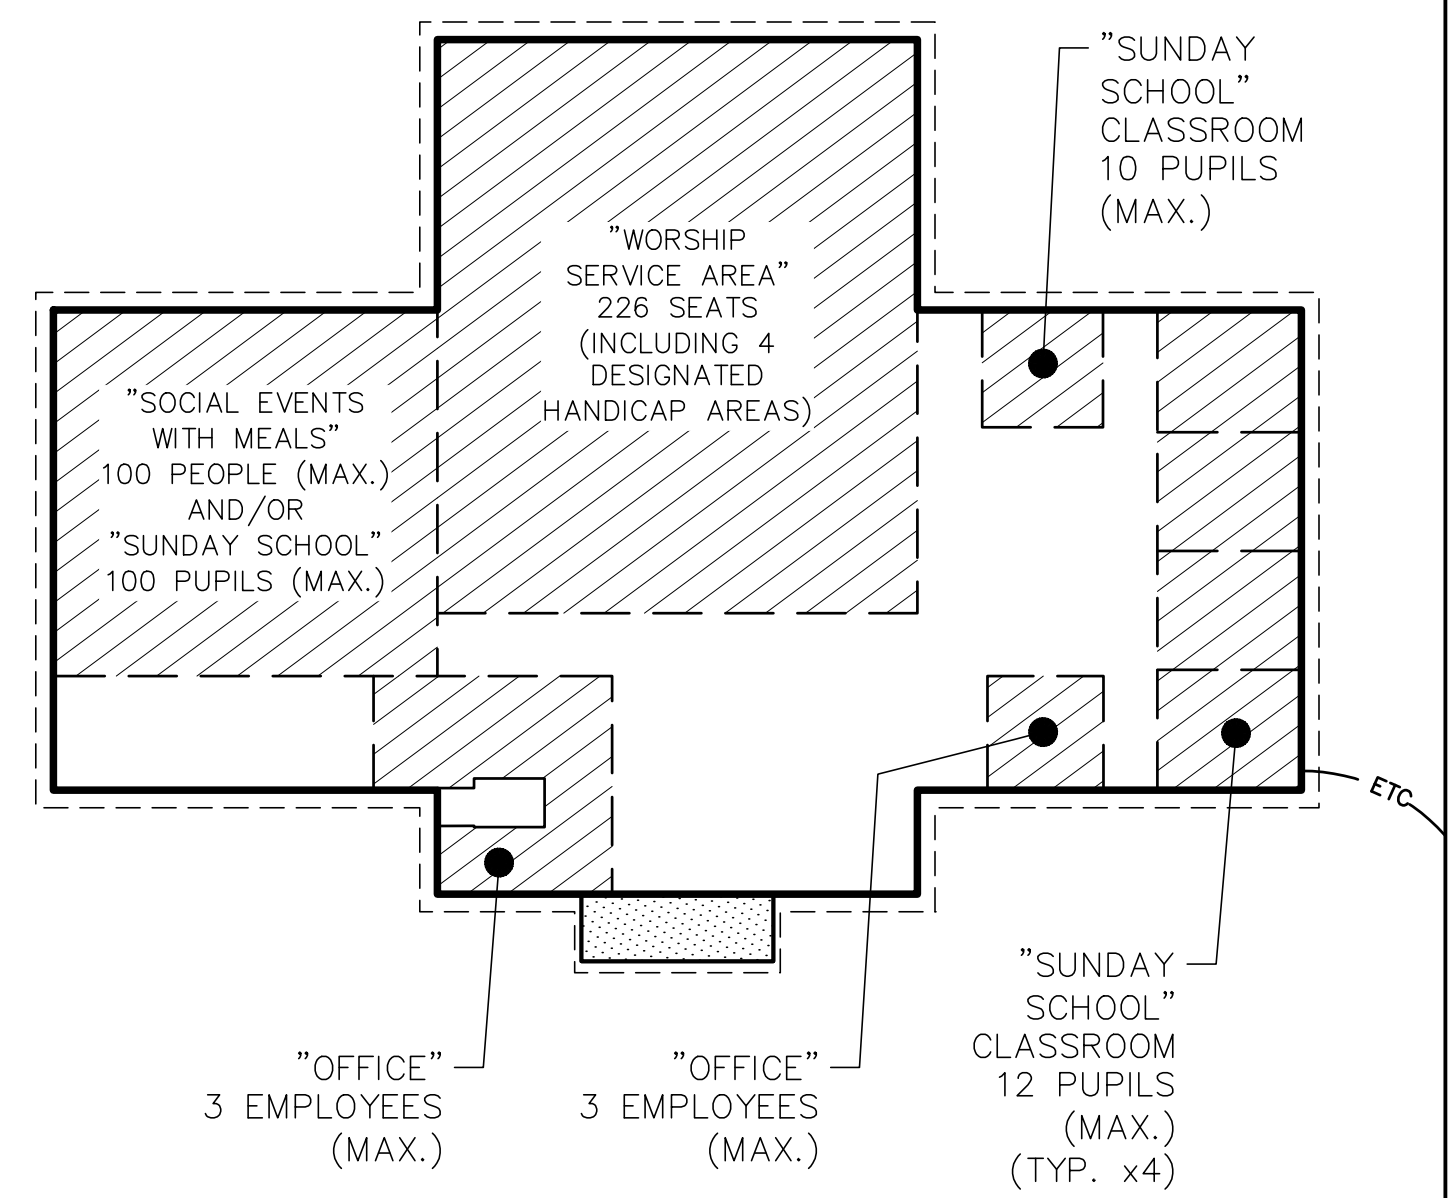 ”SUNDAY
SCHOOL”
CLASSROOM
10 PUPILS
(MAX.)
”WORSHIP
SERVICE AREA”
226 SEATS
(INCLUDING 4
DESIGNATED
HANDICAP AREAS)
”SOCIAL EVENTS
WITH MEALS”
100 PEOPLE (MAX.)
AND/OR
”SUNDAY SCHOOL”
100 PUPILS (MAX.)
ETC
”OFFICE”
3 EMPLOYEES
(MAX.)
”OFFICE”
3 EMPLOYEES
(MAX.)
”SUNDAY
SCHOOL”
CLASSROOM
12 PUPILS
(MAX.)
(TYP. x4)